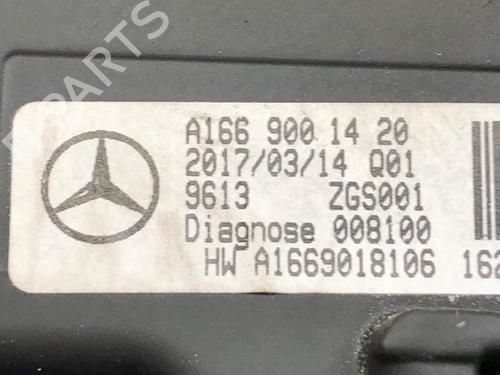 B-PARTS
A166 900 14 20
2017/03/14 Q01
9613 ZGS001
Diagnose 008100
HW A1669018106 162